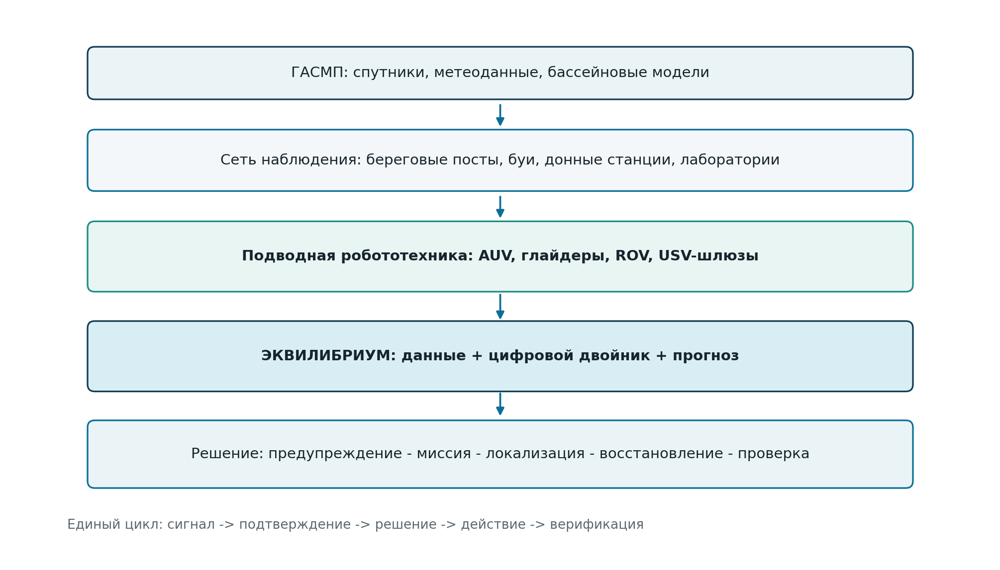 ГАСМП: спутники, метеоданные, бассейновые модели
Сеть наблюдения: береговые посты, буи, донные станции, лаборатории
Подводная робототехника: AUV, глайдеры, ROV, USV-шлюзы
ЭКВИЛИБРИУМ: данные + цифровой двойник + прогноз
Решение: предупреждение - миссия - локализация - восстановление - проверка
Единый цикл: сигнал -> подтверждение -> решение -> действие -> верификация